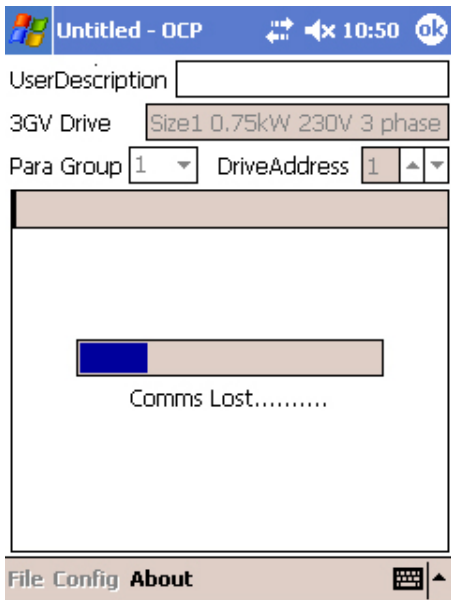 Untitled - OCP 10:50 ok
UserDescription
3GV Drive Size1 0.75kW 230V 3 phase
Para Group 1 DriveAddress 1
Comms Lost..........
File Config About